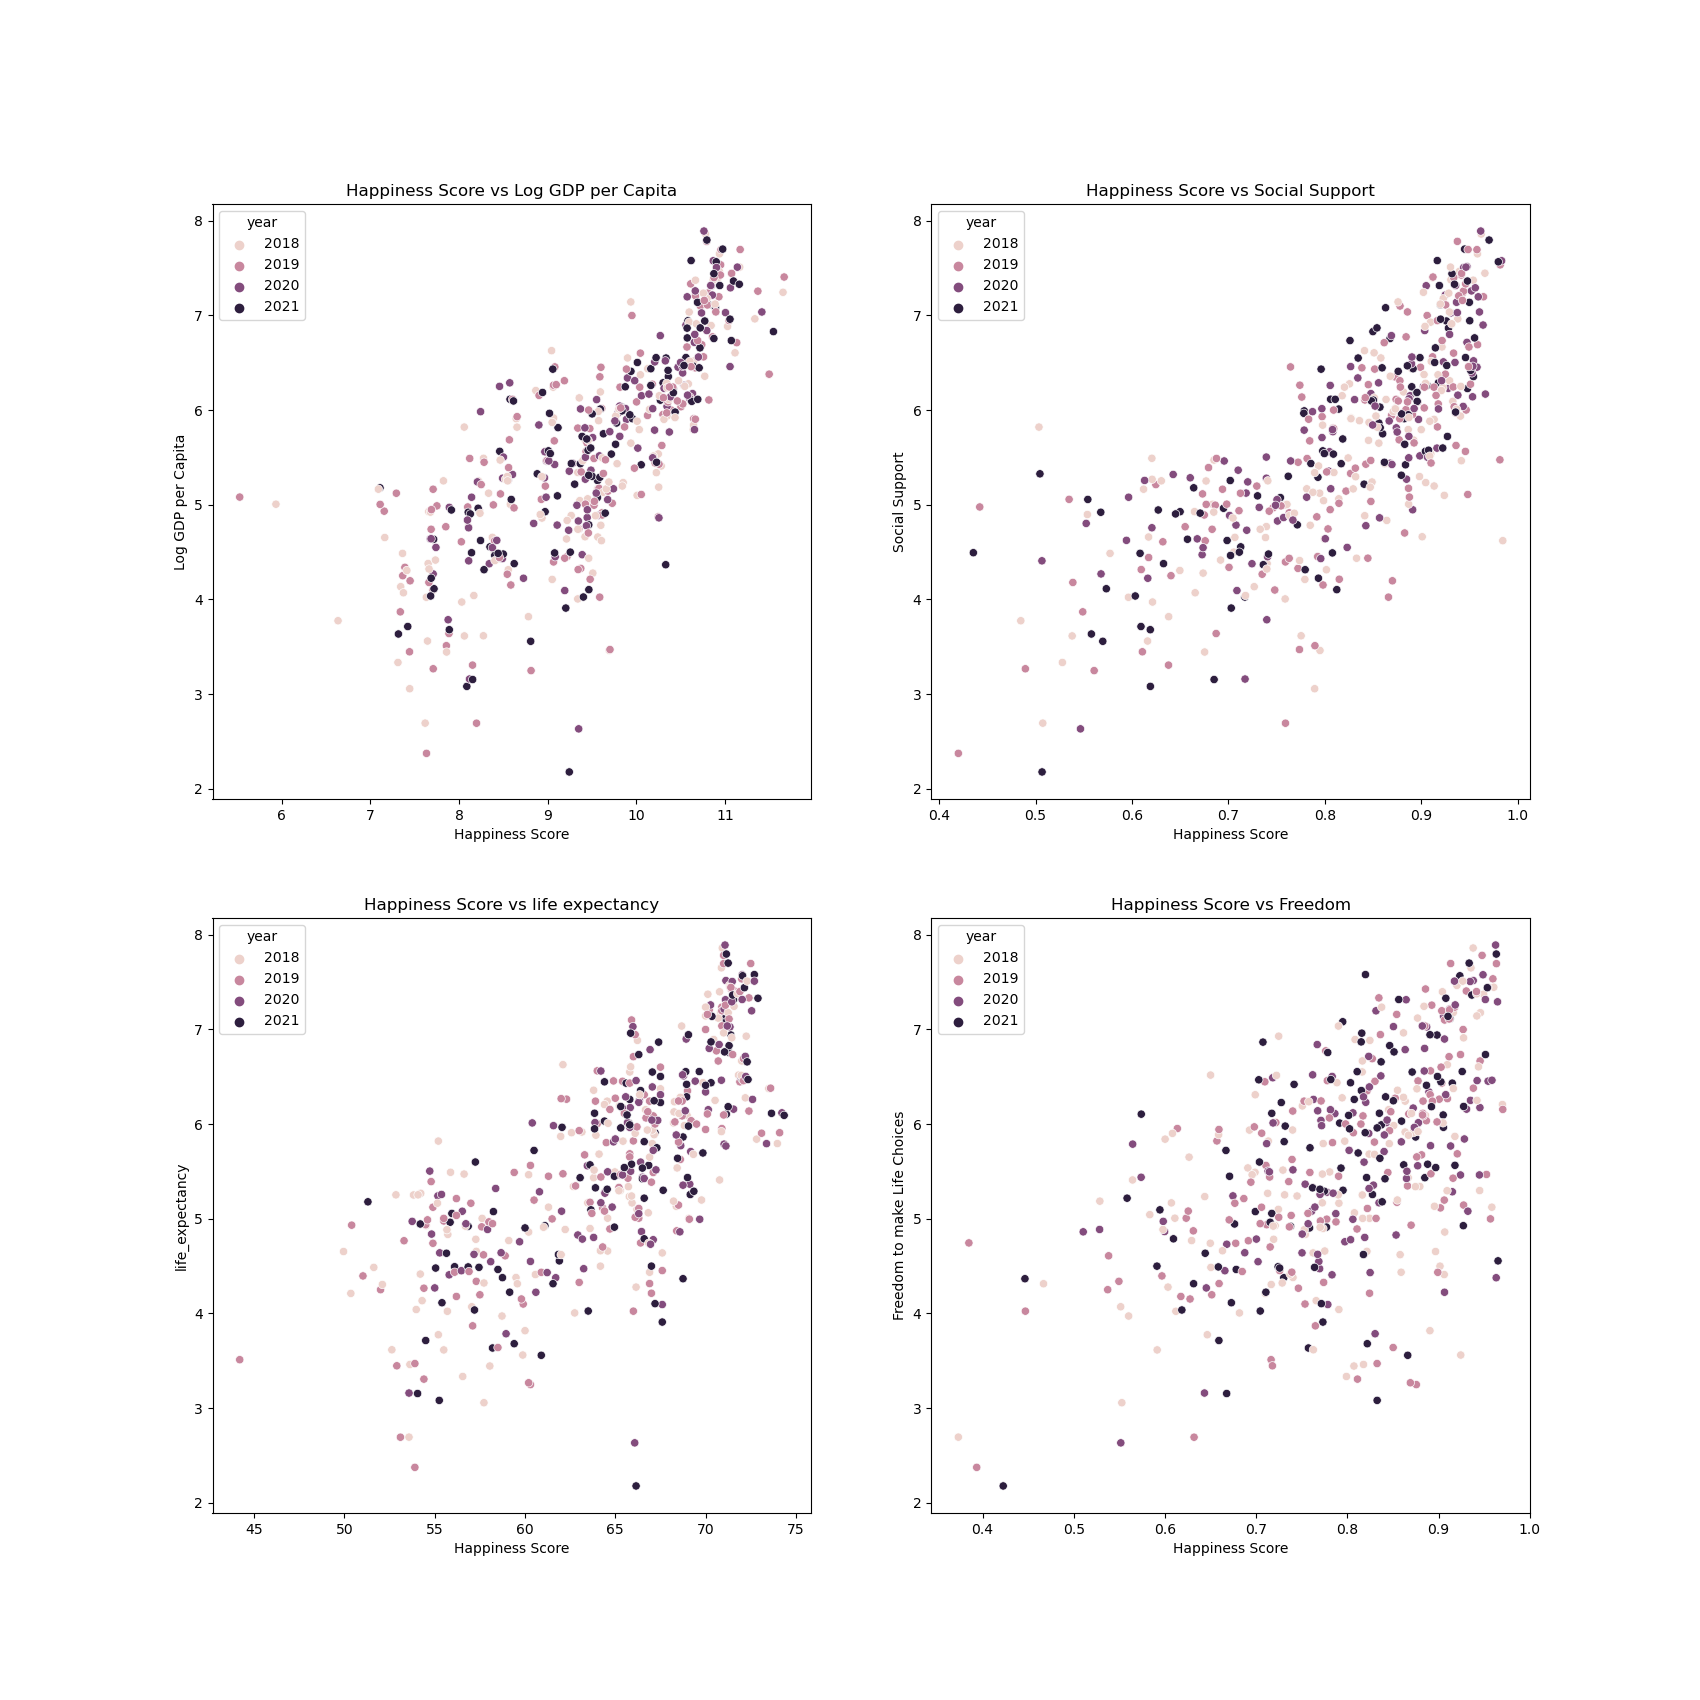 Happiness Score vs Log GDP per Capita
year
2018
2019
2020
2021
8
7
6
5
4
3
2
Log GDP per Capita
6 7 8 9 10 11
Happiness Score
Happiness Score vs Social Support
year
2018
2019
2020
2021
8
7
6
5
4
3
2
Social Support
0.4 0.5 0.6 0.7 0.8 0.9 1.0
Happiness Score
Happiness Score vs life expectancy
year
2018
2019
2020
2021
8
7
6
5
4
3
2
life_expectancy
45 50 55 60 65 70 75
Happiness Score
Happiness Score vs Freedom
year
2018
2019
2020
2021
8
7
6
5
4
3
2
Freedom to make Life Choices
0.4 0.5 0.6 0.7 0.8 0.9 1.0
Happiness Score